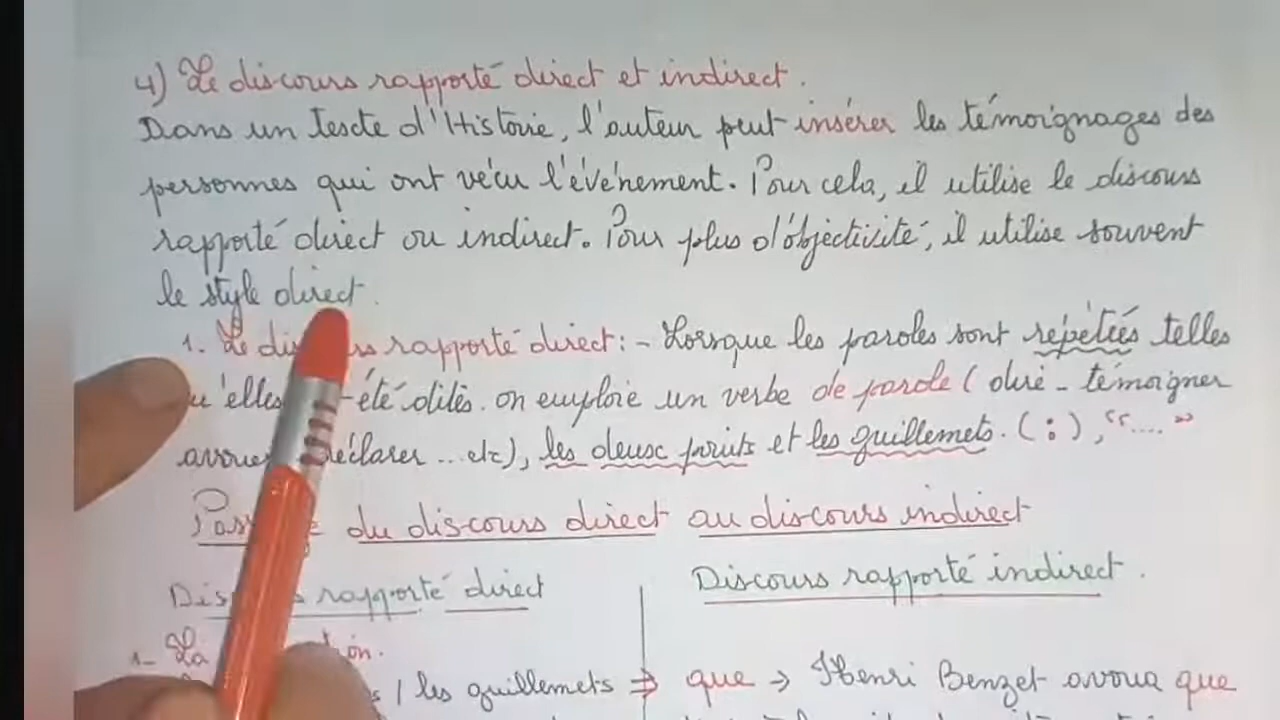 4) Le discours rapporté direct et indirect.
Dans un texte d'Histoire, l'auteur peut insérer les témoignages des
personnes qui ont vécu l'événement. Pour cela, il utilise le discours
rapporté direct ou indirect. Pour plus d'objectivité, il utilise souvent
le style direct.
1. Le rapporté direct : - Lorsque les paroles sont répétées telles
été dites. on emploie un verbe de parole ( dire - témoigner
déclarer ... etc), les deux points et les guillemets. ( : ) , "..... "
du discours direct au discours indirect
Discours rapporté indirect.
rapporté direct
1- La
/ les guillemets ⇒ que → Henri Benzet avoua que